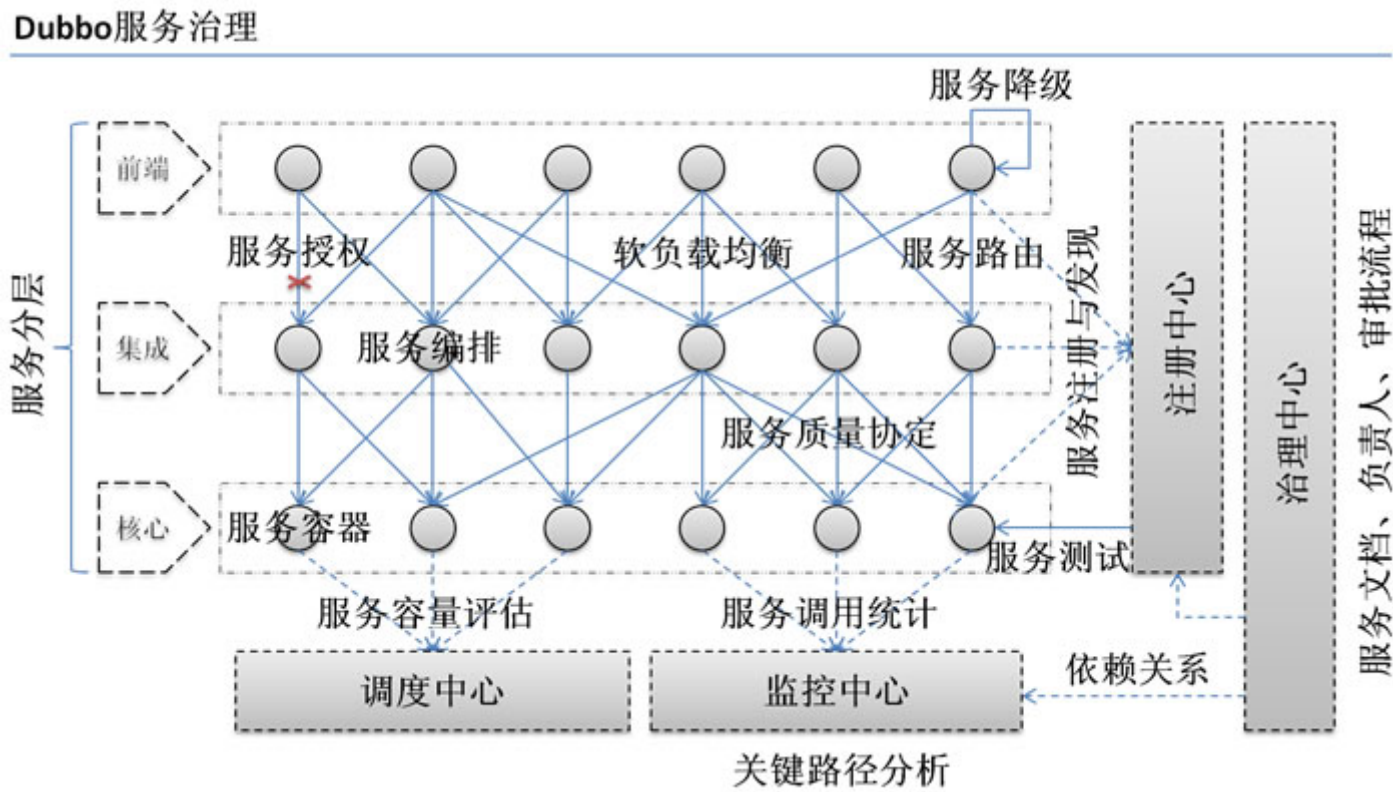 Dubbo服务治理
服务降级
前端
服务授权
软负载均衡
服务路由
服务分层
集成
服务编排
服务注册与发现
注册中心
治理中心
服务文档、负责人、审批流程
服务质量协定
核心
服务容器
服务测试
服务容量评估
服务调用统计
调度中心
监控中心
依赖关系
关键路径分析